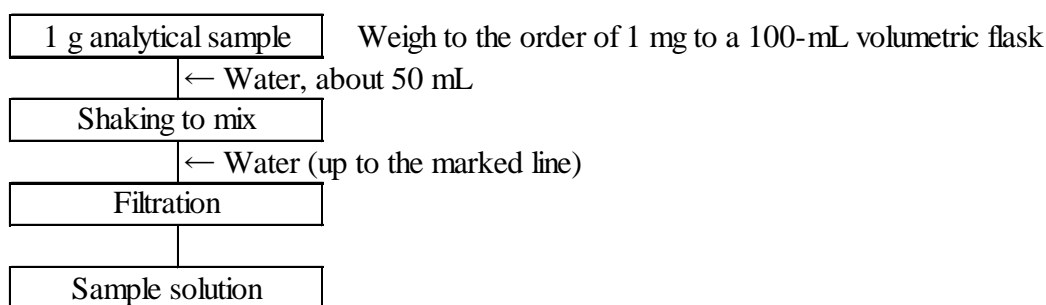 1 g analytical sample Weigh to the order of 1 mg to a 100-mL volumetric flask
← Water, about 50 mL
Shaking to mix
← Water (up to the marked line)
Filtration
Sample solution